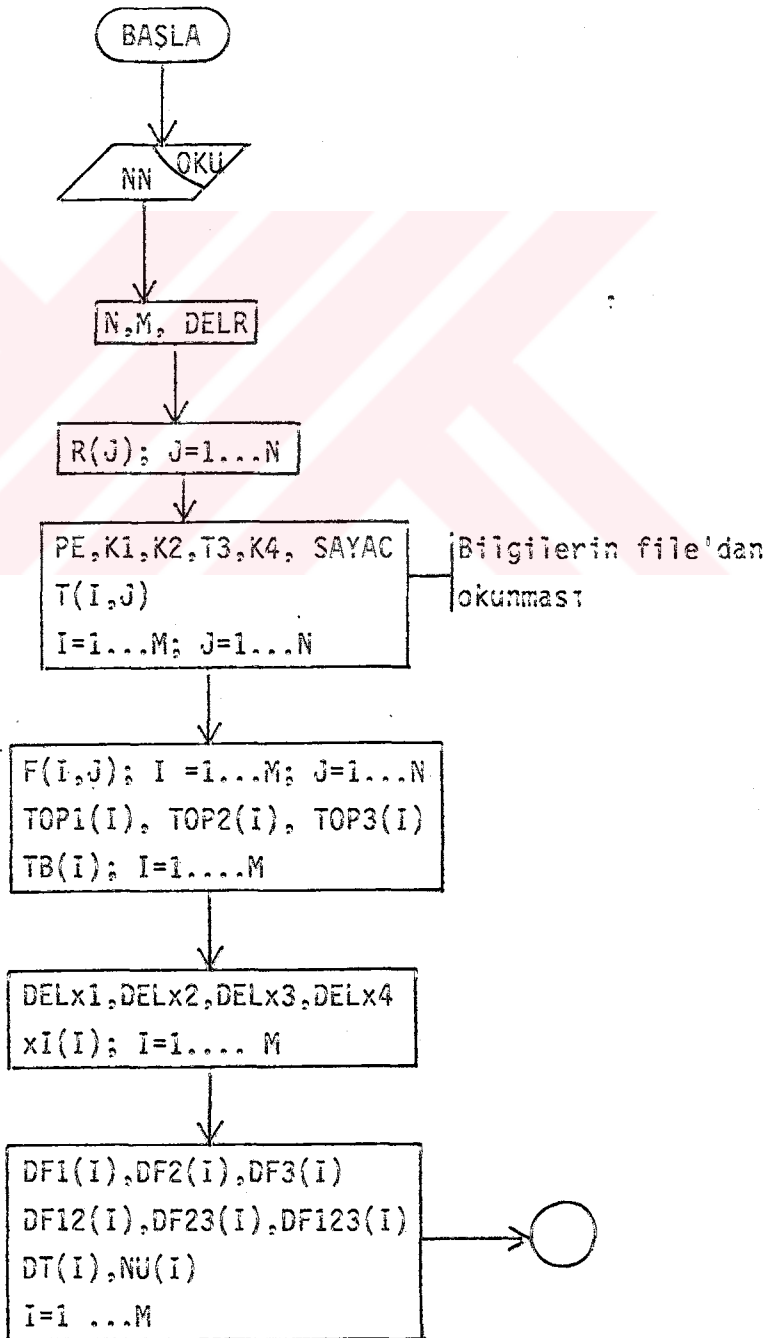 BAŞLA
NN OKU
N,M, DELR
R(J); J=1...N
PE,K1,K2,T3,K4, SAYAC
T(I,J)
I=1...M; J=1...N
Bilgilerin file'dan
okunması
F(I,J); I =1...M; J=1...N
TOP1(I), TOP2(I), TOP3(I)
TB(I); I=1....M
DELx1,DELx2,DELx3,DELx4
xI(I); I=1.... M
DF1(I),DF2(I),DF3(I)
DF12(I),DF23(I),DF123(I)
DT(I),NU(I)
I=1 ...M